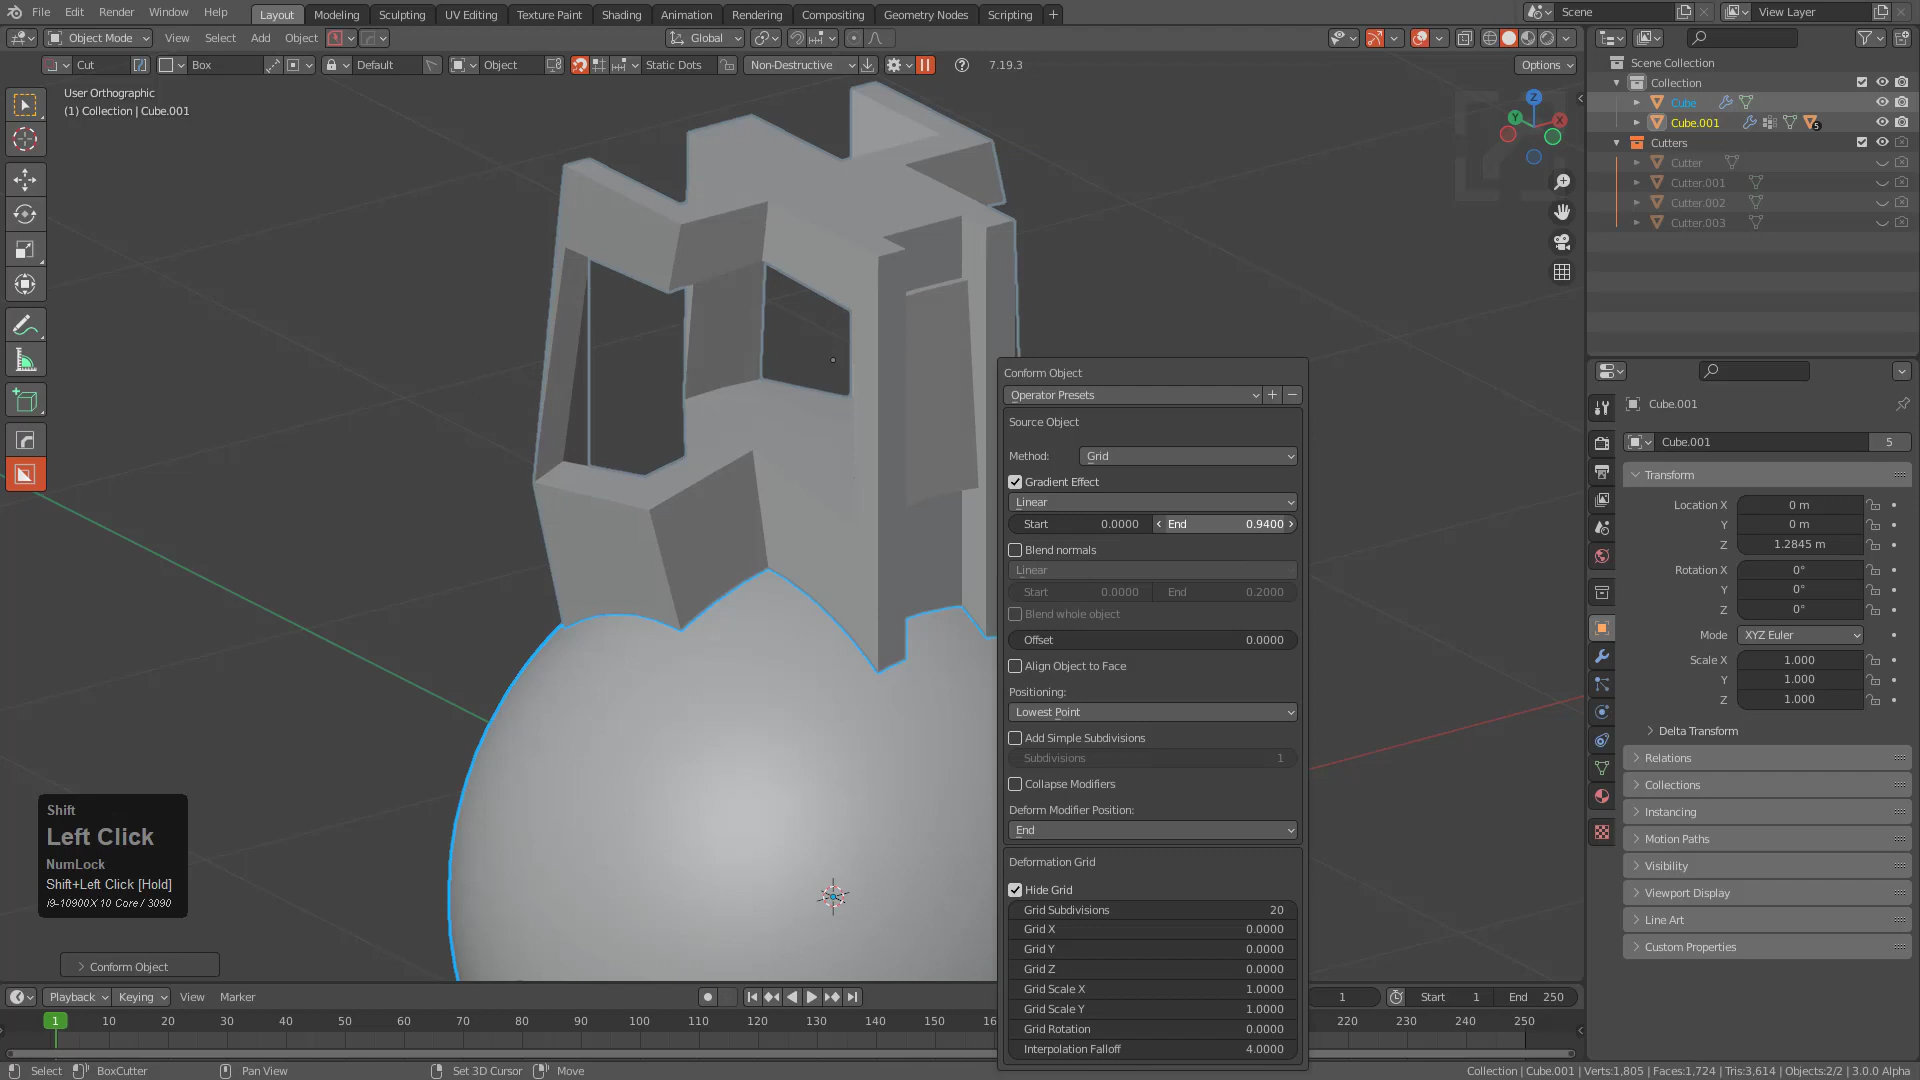 File Edit Render Window Help Layout Modeling Sculpting UV Editing Texture Paint Shading Animation Rendering Compositing Geometry Nodes Scripting + Scene View Layer
Object Mode View Select Add Object Global
Cut Box Default Object Static Dots Non-Destructive 7.19.3 Options
User Orthographic
(1) Collection | Cube.001
Z
Y
X
Scene Collection
Collection
Cube
Cube.001 5
Cutters
Cutter
Cutter.001
Cutter.002
Cutter.003
Cube.001
Cube.001 5
Transform
Location X 0 m
Y 0 m
Z 1.2845 m
Rotation X 0°
Y 0°
Z 0°
Mode XYZ Euler
Scale X 1.000
Y 1.000
Z 1.000
Delta Transform
Relations
Collections
Instancing
Motion Paths
Visibility
Viewport Display
Line Art
Custom Properties
Conform Object
Operator Presets
Source Object
Method: Grid
Gradient Effect
Linear
Start 0.0000 End 0.9400
Blend normals
Linear
Start 0.0000 End 0.2000
Blend whole object
Offset 0.0000
Align Object to Face
Positioning:
Lowest Point
Add Simple Subdivisions
Subdivisions 1
Collapse Modifiers
Deform Modifier Position:
End
Deformation Grid
Hide Grid
Grid Subdivisions 20
Grid X 0.0000
Grid Y 0.0000
Grid Z 0.0000
Grid Scale X 1.0000
Grid Scale Y 1.0000
Grid Rotation 0.0000
Interpolation Falloff 4.0000
Shift
Left Click
NumLock
Shift+Left Click [Hold]
i9-10900X 10 Core / 3090
Conform Object
Playback Keying View Marker 1 Start 1 End 250
1 10 20 30 40 50 60 70 80 90 100 110 120 130 140 150 220 230 240 250
Select BoxCutter Pan View Set 3D Cursor Move Collection | Cube.001 | Verts:1,805 | Faces:1,724 | Tris:3,614 | Objects:2/2 | 3.0.0 Alpha